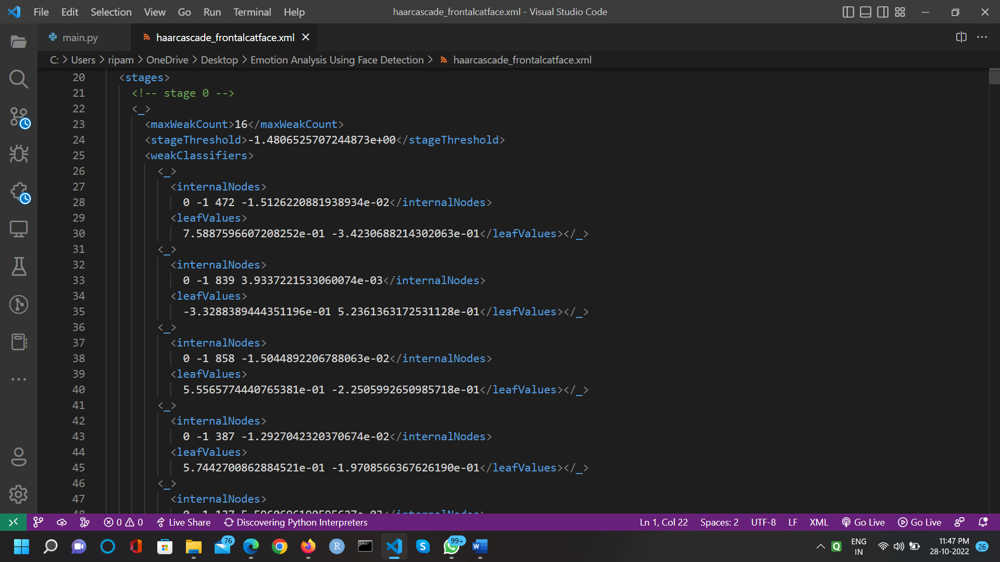 File Edit Selection View Go Run Terminal Help haarcascade_frontalcatface.xml - Visual Studio Code
main.py haarcascade_frontalcatface.xml
C: > Users > ripam > OneDrive > Desktop > Emotion Analysis Using Face Detection > haarcascade_frontalcatface.xml
20 <stages>
21 <!-- stage 0 -->
22 <_>
23 <maxWeakCount>16</maxWeakCount>
24 <stageThreshold>-1.4806525707244873e+00</stageThreshold>
25 <weakClassifiers>
26 <_>
27 <internalNodes>
28 0 -1 472 -1.5126220881938934e-02</internalNodes>
29 <leafValues>
30 7.5887596607208252e-01 -3.4230688214302063e-01</leafValues></_>
31 <_>
32 <internalNodes>
33 0 -1 839 3.9337221533060074e-03</internalNodes>
34 <leafValues>
35 -3.3288389444351196e-01 5.2361363172531128e-01</leafValues></_>
36 <_>
37 <internalNodes>
38 0 -1 858 -1.5044892206788063e-02</internalNodes>
39 <leafValues>
40 5.5565774440765381e-01 -2.2505992650985718e-01</leafValues></_>
41 <_>
42 <internalNodes>
43 0 -1 387 -1.2927042320370674e-02</internalNodes>
44 <leafValues>
45 5.7442700862884521e-01 -1.9708566367626190e-01</leafValues></_>
46 <_>
47 <internalNodes>
0 0 Live Share Discovering Python Interpreters Ln 1, Col 22 Spaces: 2 UTF-8 LF XML Go Live Go Live
76 R S 99+ W Q ENG IN 11:47 PM 28-10-2022 26